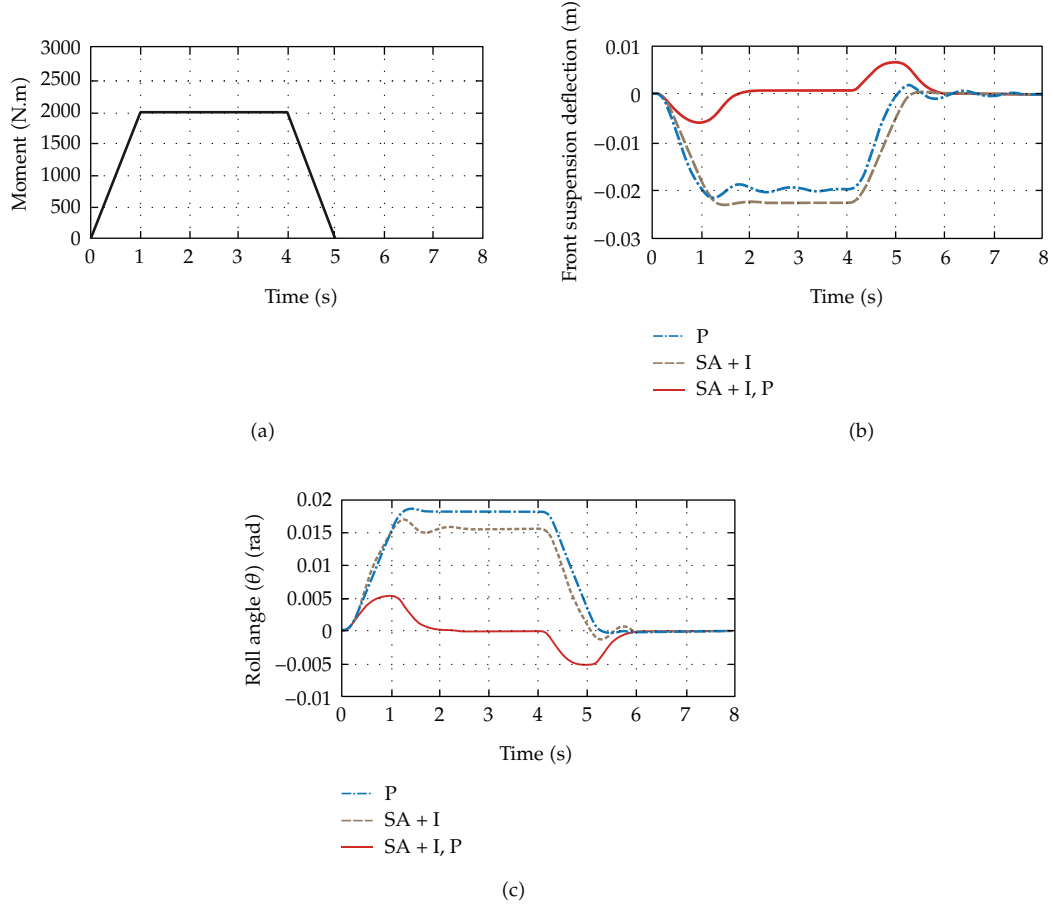 3000
2500
2000
1500
1000
500
0
Moment (N.m)
0 1 2 3 4 5 6 7 8
Time (s)
(a)
0.01
0
−0.01
−0.02
−0.03
Front suspension deflection (m)
0 1 2 3 4 5 6 7 8
Time (s)
P
SA + I
SA + I, P
(b)
0.02
0.015
0.01
0.005
0
−0.005
−0.01
Roll angle (θ) (rad)
0 1 2 3 4 5 6 7 8
Time (s)
P
SA + I
SA + I, P
(c)